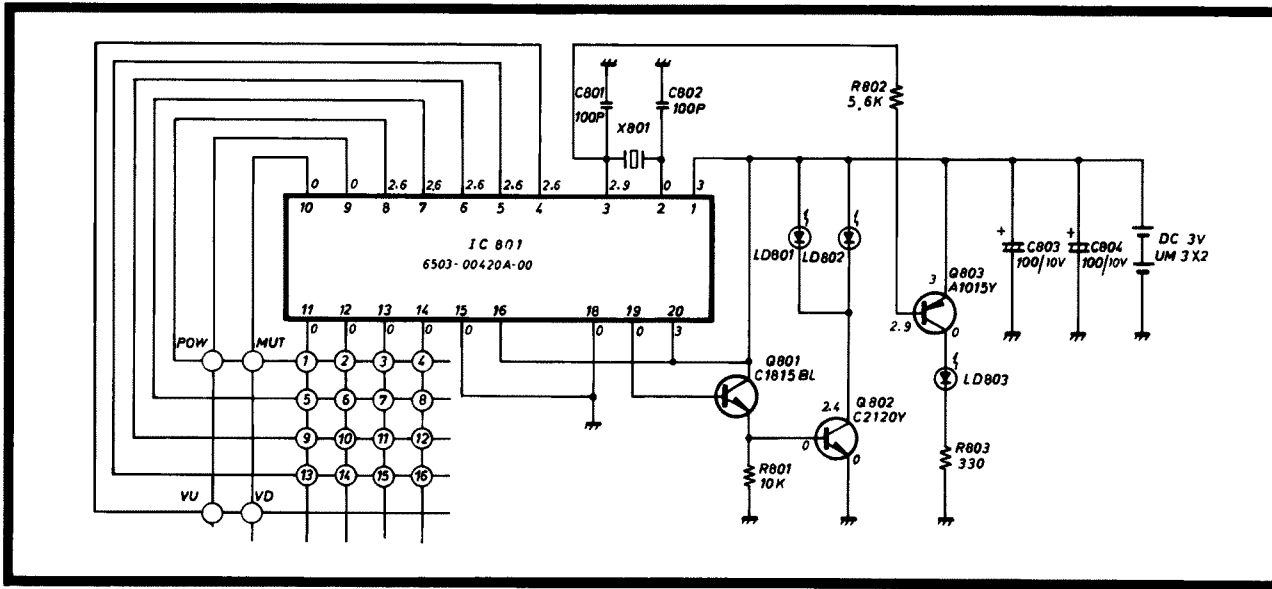 R802
5.6K
C801
100P
C802
100P
X801
0 0 2.6 2.6 2.6 2.6 2.6 2.9 0 3
10 9 8 7 6 5 4 3 2 1
IC 801
6503-00420A-00
LD801 LD802
+ C803
100/10V
+ C804
100/10V
DC 3V
UM 3X2
3 Q803
A1015Y
2.9
0
11 12 13 14 15 16 18 19 20
0 0 0 0 0 0 0 3
POW MUT
1 2 3 4
5 6 7 8
9 10 11 12
13 14 15 16
VU VD
Q801
C1815BL
LD803
2.4 Q802
C2120Y
0
0
R801
10K
R803
330